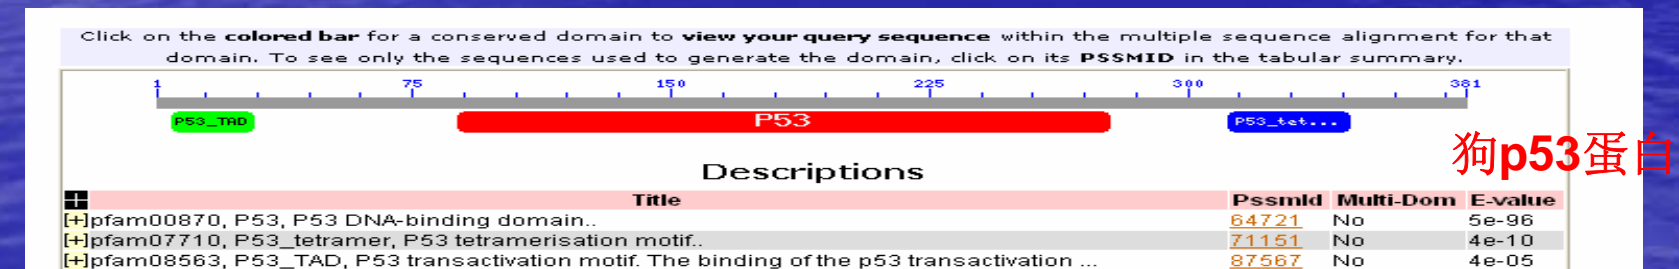 Click on the colored bar for a conserved domain to view your query sequence within the multiple sequence alignment for that
domain. To see only the sequences used to generate the domain, click on its PSSMID in the tabular summary.
1 75 150 225 300 381
P53_TAD P53 P53_tet...
狗p53蛋白
Descriptions
Title PssmId Multi-Dom E-value
[+]pfam00870, P53, P53 DNA-binding domain.. 64721 No 5e-96
[+]pfam07710, P53_tetramer, P53 tetramerisation motif.. 71151 No 4e-10
[+]pfam08563, P53_TAD, P53 transactivation motif. The binding of the p53 transactivation ... 87567 No 4e-05